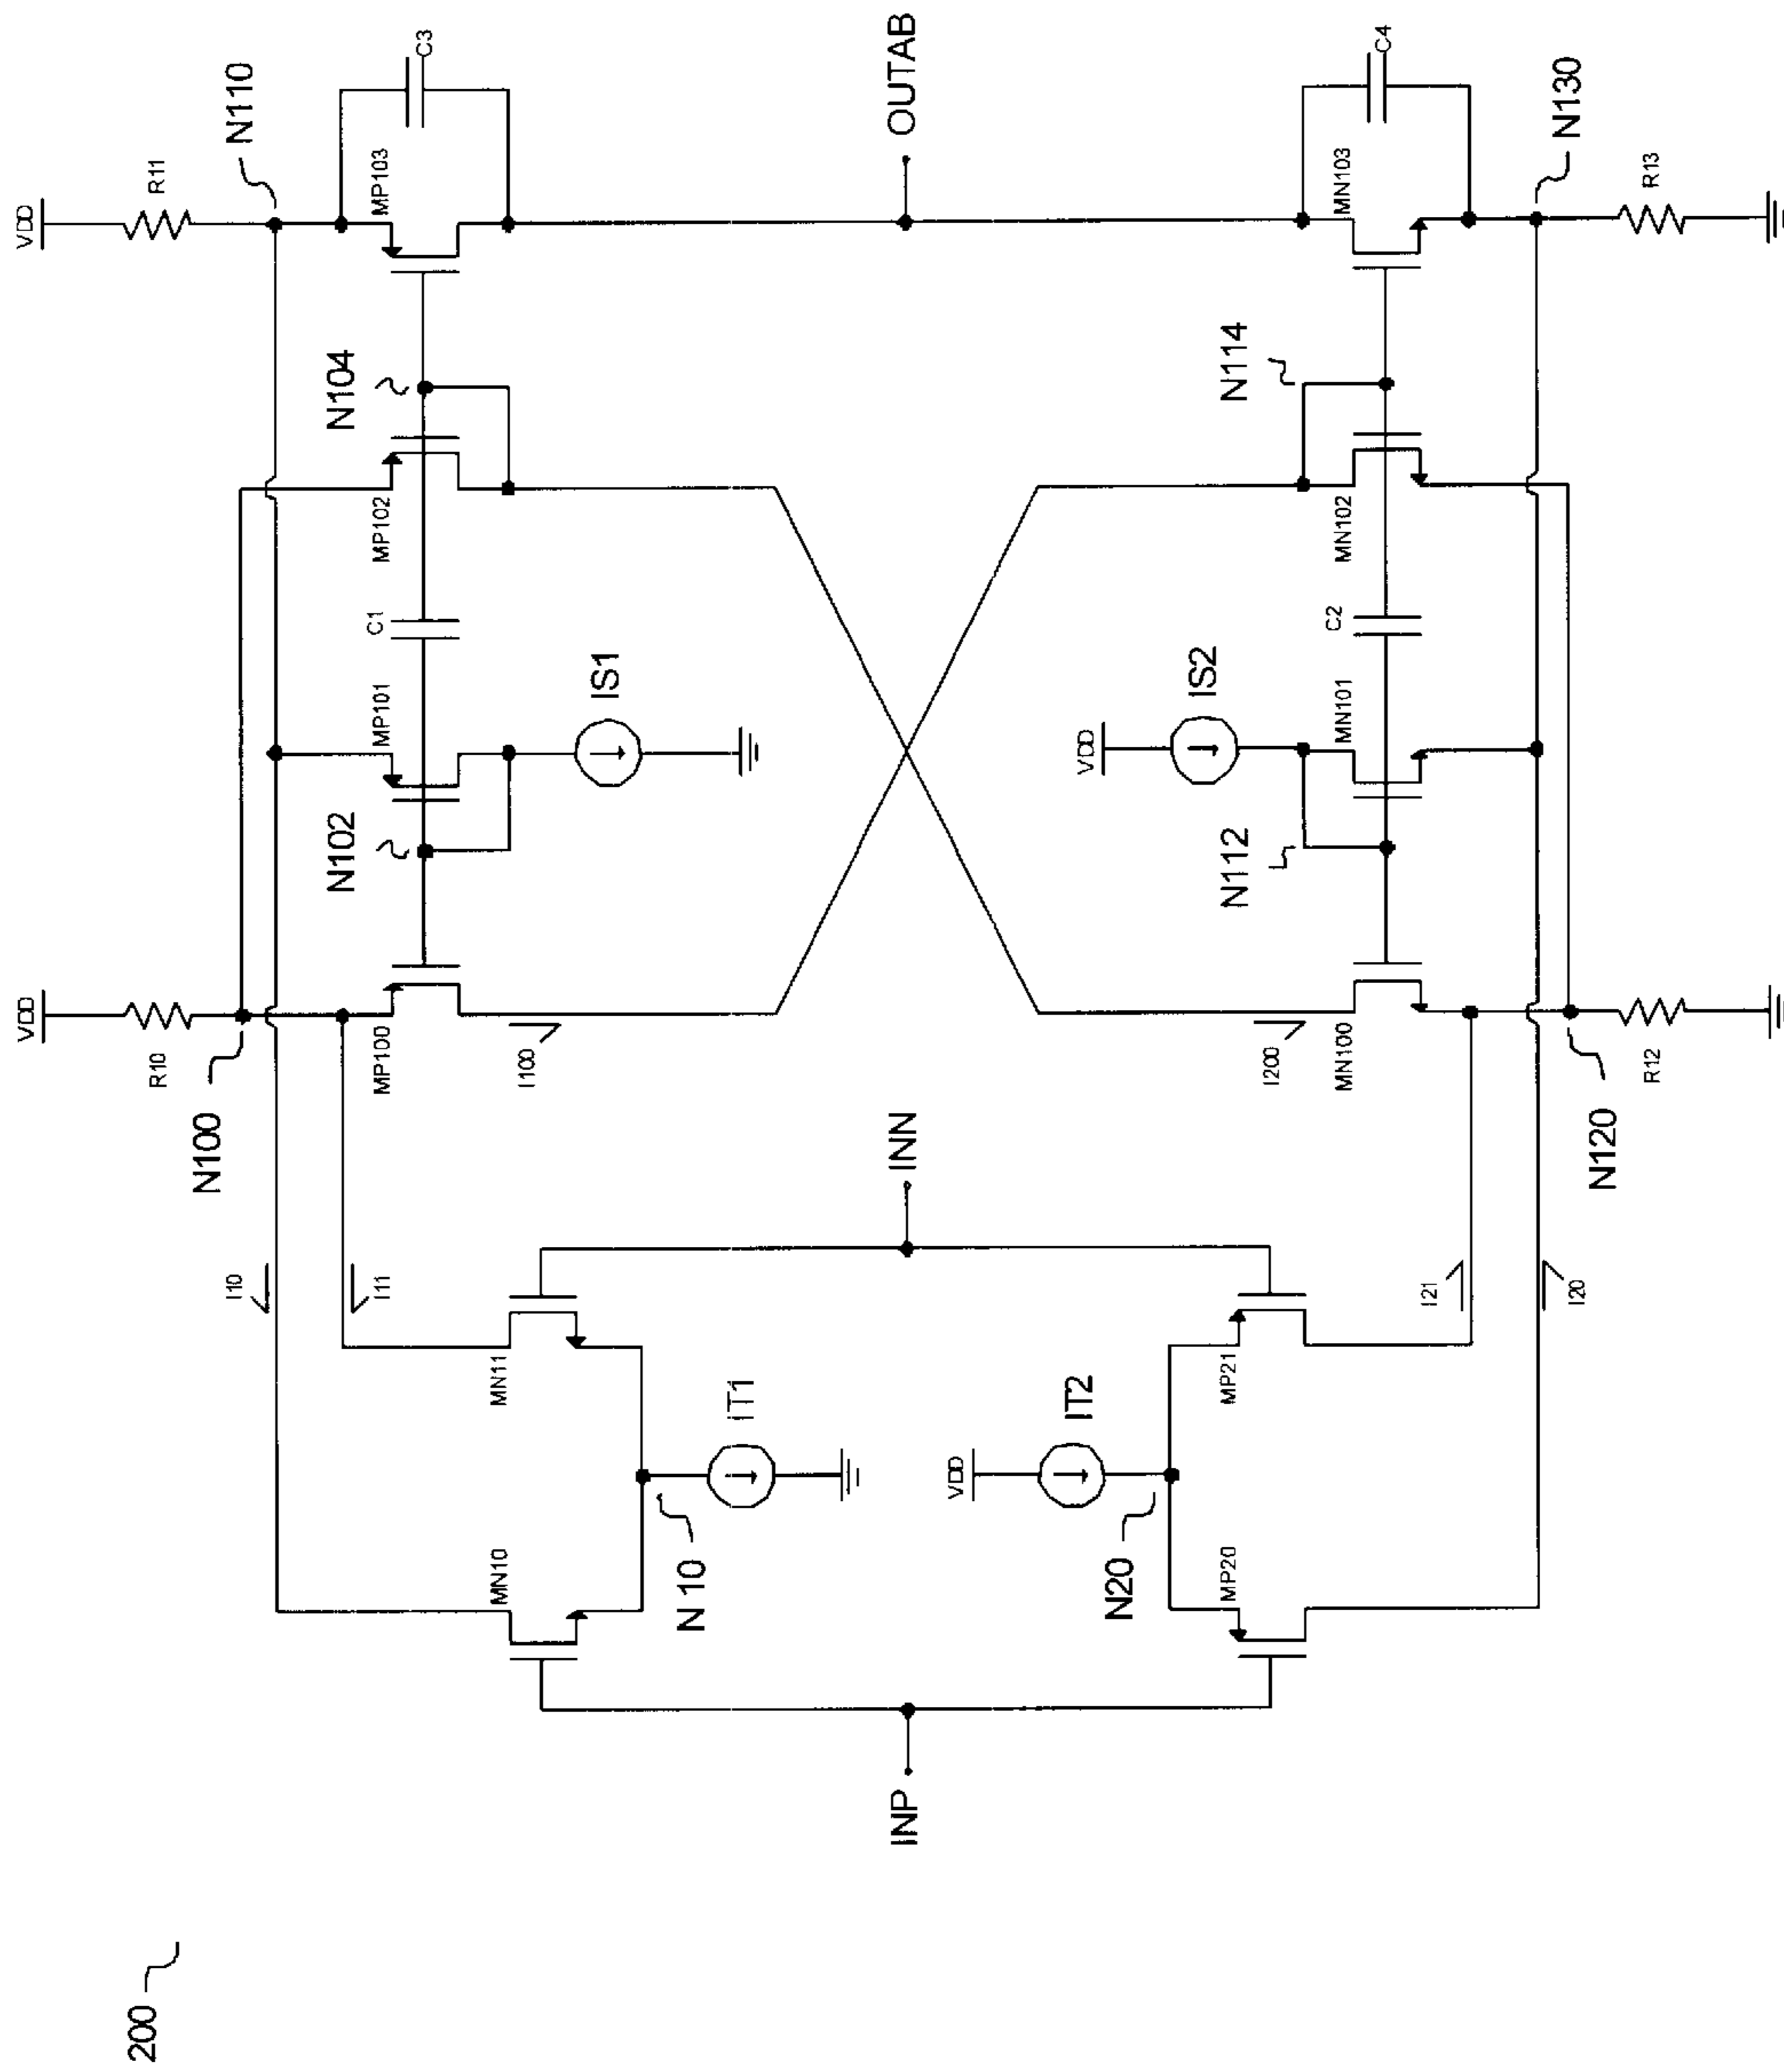 200
VDD
VDD
R10
R11
N100
N110
I10
I11
MP100
MP101
MP102
MP103
C1
C3
N102
N104
MN10
MN11
I100
IS1
N10
IT1
INP
INN
OUTAB
N20
VDD
IT2
VDD
IS2
MP20
MP21
I200
N112
N114
MN100
MN101
MN102
MN103
C2
C4
I21
I20
N120
N130
R12
R13